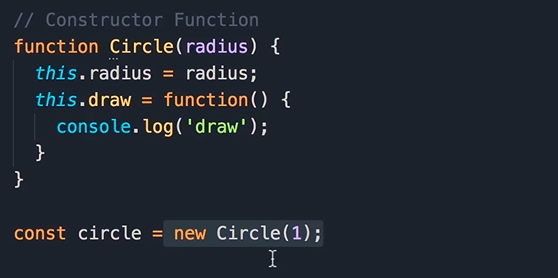 // Constructor Function
function Circle(radius) {
  this.radius = radius;
  this.draw = function() {
    console.log('draw');
  }
}
const circle = new Circle(1);